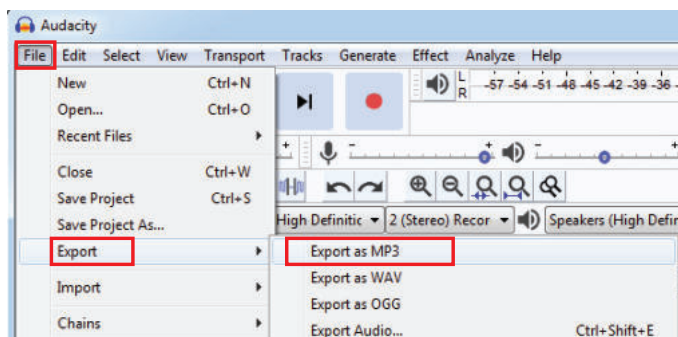 Audacity
File Edit Select View Transport Tracks Generate Effect Analyze Help
New Ctrl+N
Open... Ctrl+O
Recent Files
Close Ctrl+W
Save Project Ctrl+S
Save Project As...
Export
Import
Chains
L
R
-57 -54 -51 -48 -45 -42 -39 -36
High Definitic 2 (Stereo) Recor Speakers (High Defir
Export as MP3
Export as WAV
Export as OGG
Export Audio... Ctrl+Shift+E